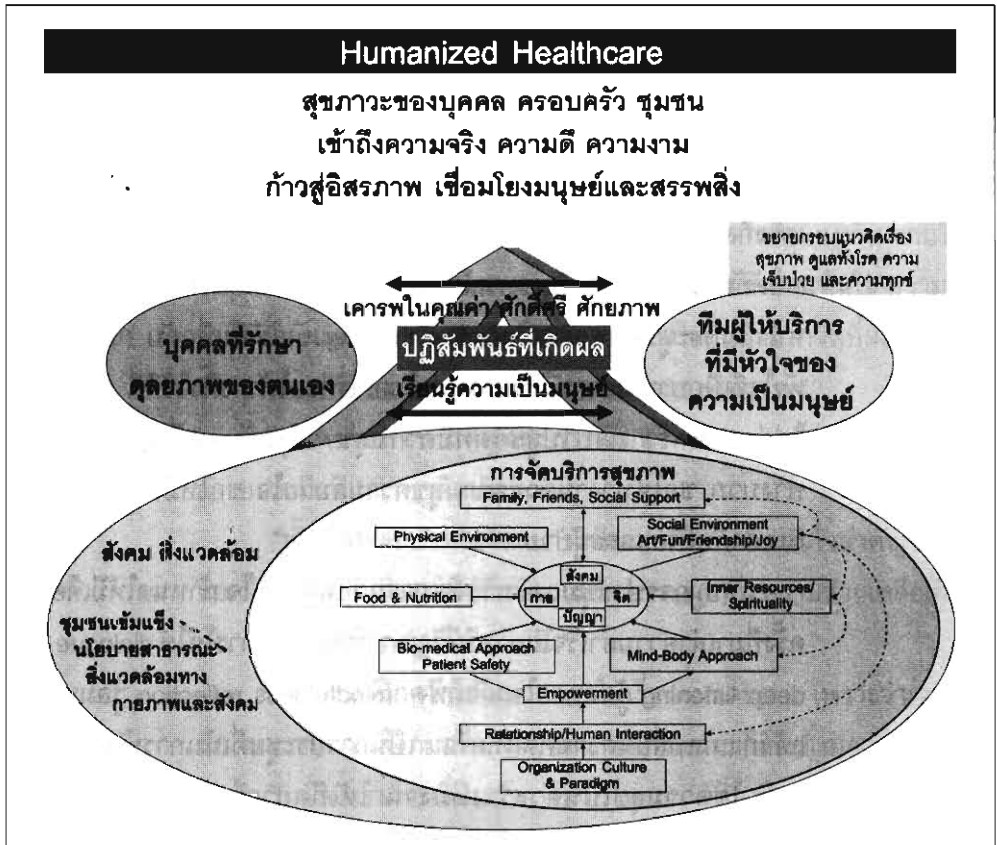 Humanized Healthcare
สุขภาวะของบุคคล ครอบครัว ชุมชน
เข้าถึงความจริง ความดี ความงาม
ก้าวสู่อิสรภาพ เชื่อมโยงมนุษย์และสรรพสิ่ง
ขยายกรอบแนวคิดเรื่อง
สุขภาพ ดูแลทั้งโรค ความ
เจ็บป่วย และความทุกข์
เคารพในคุณค่า ศักดิ์ศรี ศักยภาพ
บุคคลที่รักษา
ดุลยภาพของตนเอง
ปฏิสัมพันธ์ที่เกิดผล
เรียนรู้ความเป็นมนุษย์
ทีมผู้ให้บริการ
ที่มีหัวใจของ
ความเป็นมนุษย์
การจัดบริการสุขภาพ
Family, Friends, Social Support
Physical Environment
Social Environment
Art/Fun/Friendship/Joy
สังคม สิ่งแวดล้อม
สังคม
กาย
จิต
ปัญญา
Food & Nutrition
Inner Resources/
Spirituality
ชุมชนเข้มแข็ง
นโยบายสาธารณะ
สิ่งแวดล้อมทาง
กายภาพและสังคม
Bio-medical Approach
Patient Safety
Mind-Body Approach
Empowerment
Relationship/Human Interaction
Organization Culture
& Paradigm